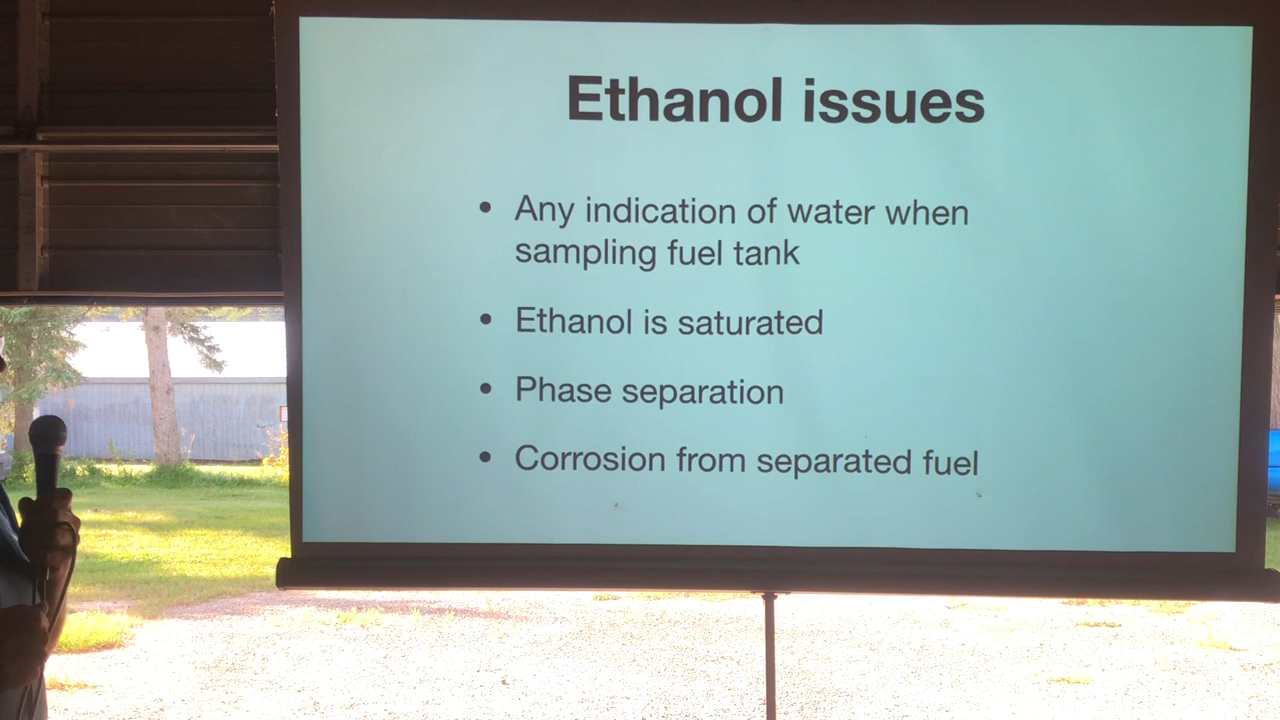 Ethanol issues
• Any indication of water when
sampling fuel tank
• Ethanol is saturated
• Phase separation
• Corrosion from separated fuel